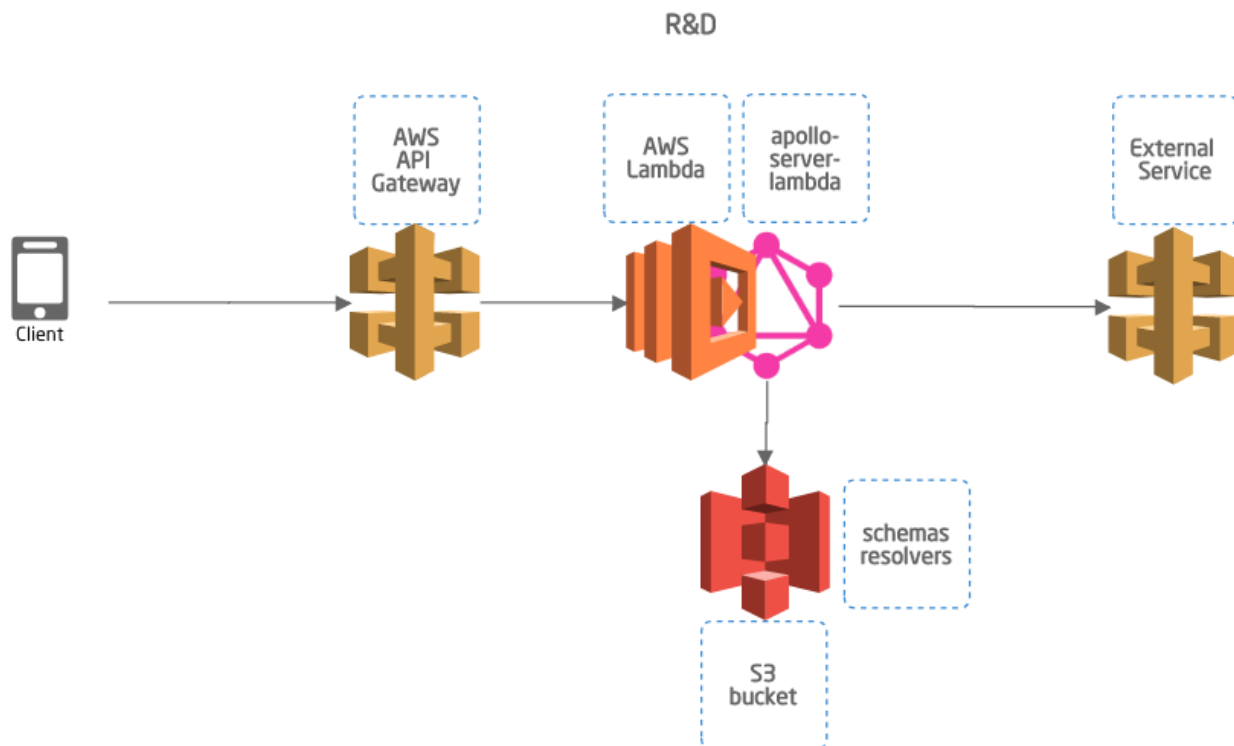 R&D
AWS
API
Gateway
AWS
Lambda
apollo-
server-
lambda
External
Service
Client
schemas
resolvers
S3
bucket